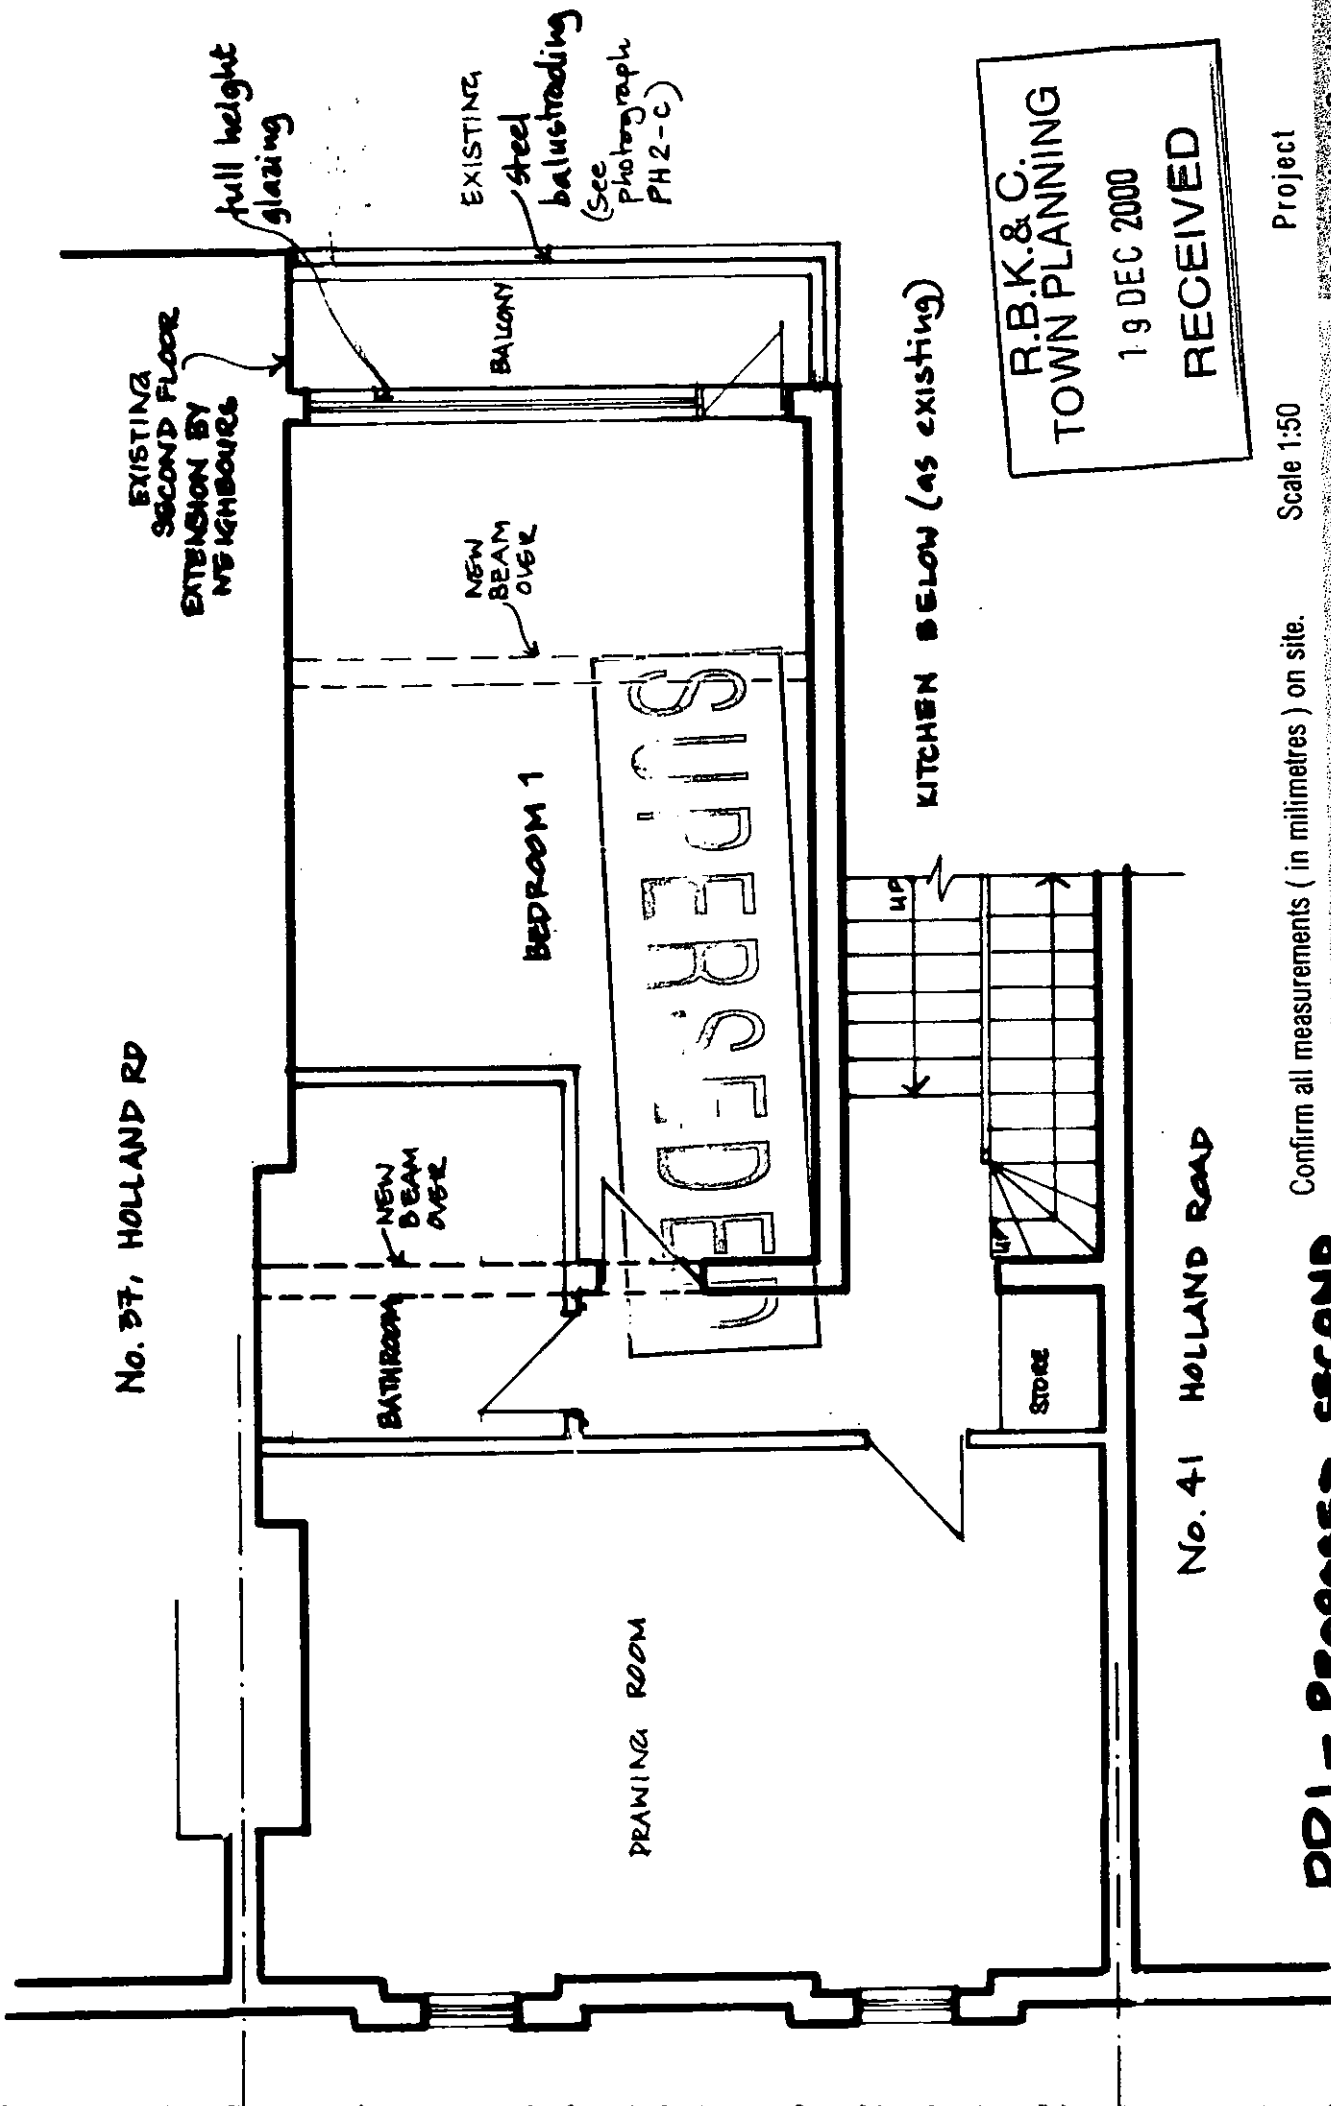 No. 37, HOLLAND RD
EXISTING
SECOND FLOOR
EXTENSION BY
NEIGHBOURS
full height
glazing
EXISTING
steel
balustrading
(see
photograph
PH2-C)
BALCONY
NEW
BEAM
OVER
BEDROOM 1
NEW
BEAM
OVER
BATHROOM
SUPERSEDED
DRAWING ROOM
UP
UP
STORE
KITCHEN BELOW (as existing)
No. 41 HOLLAND ROAD
R.B.K.& C.
TOWN PLANNING
19 DEC 2000
RECEIVED
Confirm all measurements ( in milimetres ) on site.
Scale 1:50
Project
PROPOSED SECOND